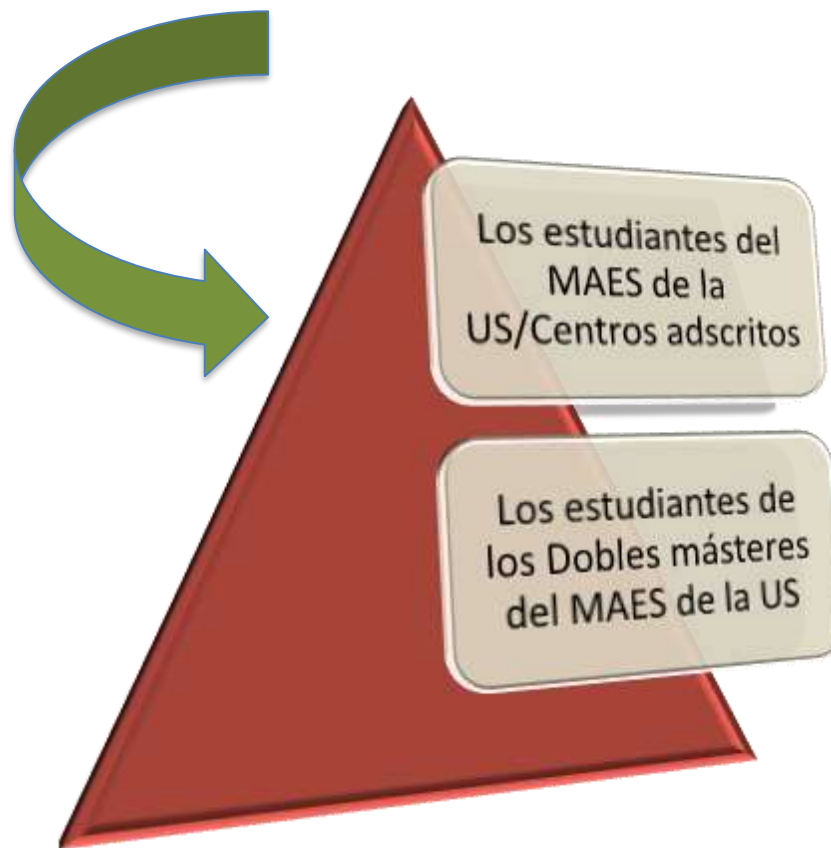 Los estudiantes del
MAES de la
US/Centros adscritos
Los estudiantes de
los Dobles másteres
del MAES de la US